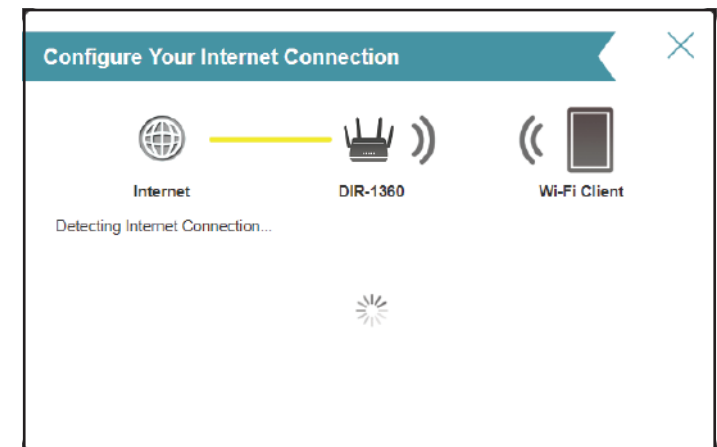 Configure Your Internet Connection
Internet
DIR-1360
Wi-Fi Client
Detecting Internet Connection...